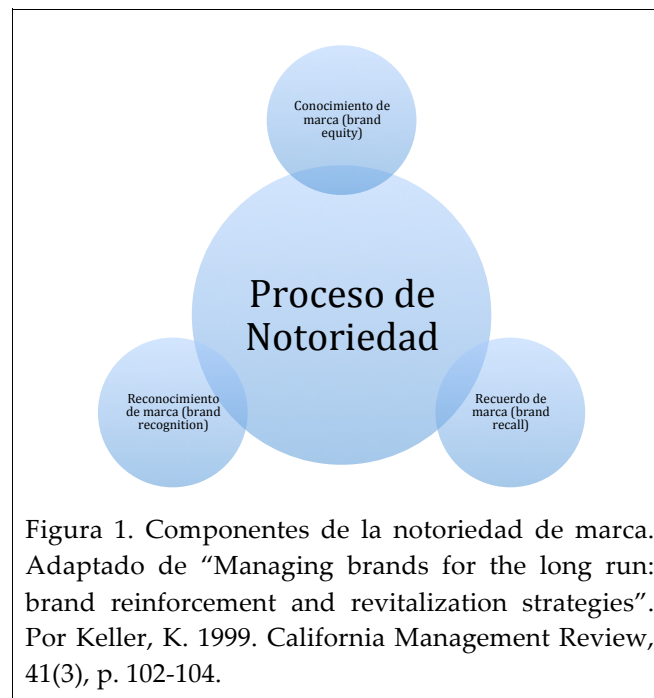 Conocimiento de
marca (brand
equity)
Proceso de
Notoriedad
Reconocimiento
de marca (brand
recognition)
Recuerdo de
marca (brand
recall)
Figura 1. Componentes de la notoriedad de marca.
Adaptado de “Managing brands for the long run:
brand reinforcement and revitalization strategies”.
Por Keller, K. 1999. California Management Review,
41(3), p. 102-104.